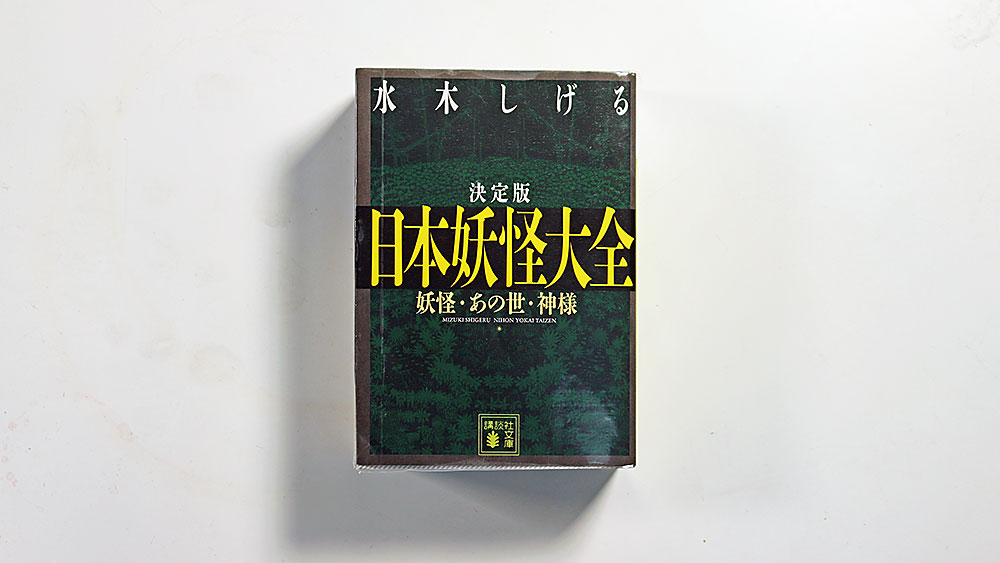 水木しげる
決定版
日本妖怪大全
妖怪・あの世・神様
MIZUKI SHIGERU NIHON YOKAI TAIZEN
講談社文庫